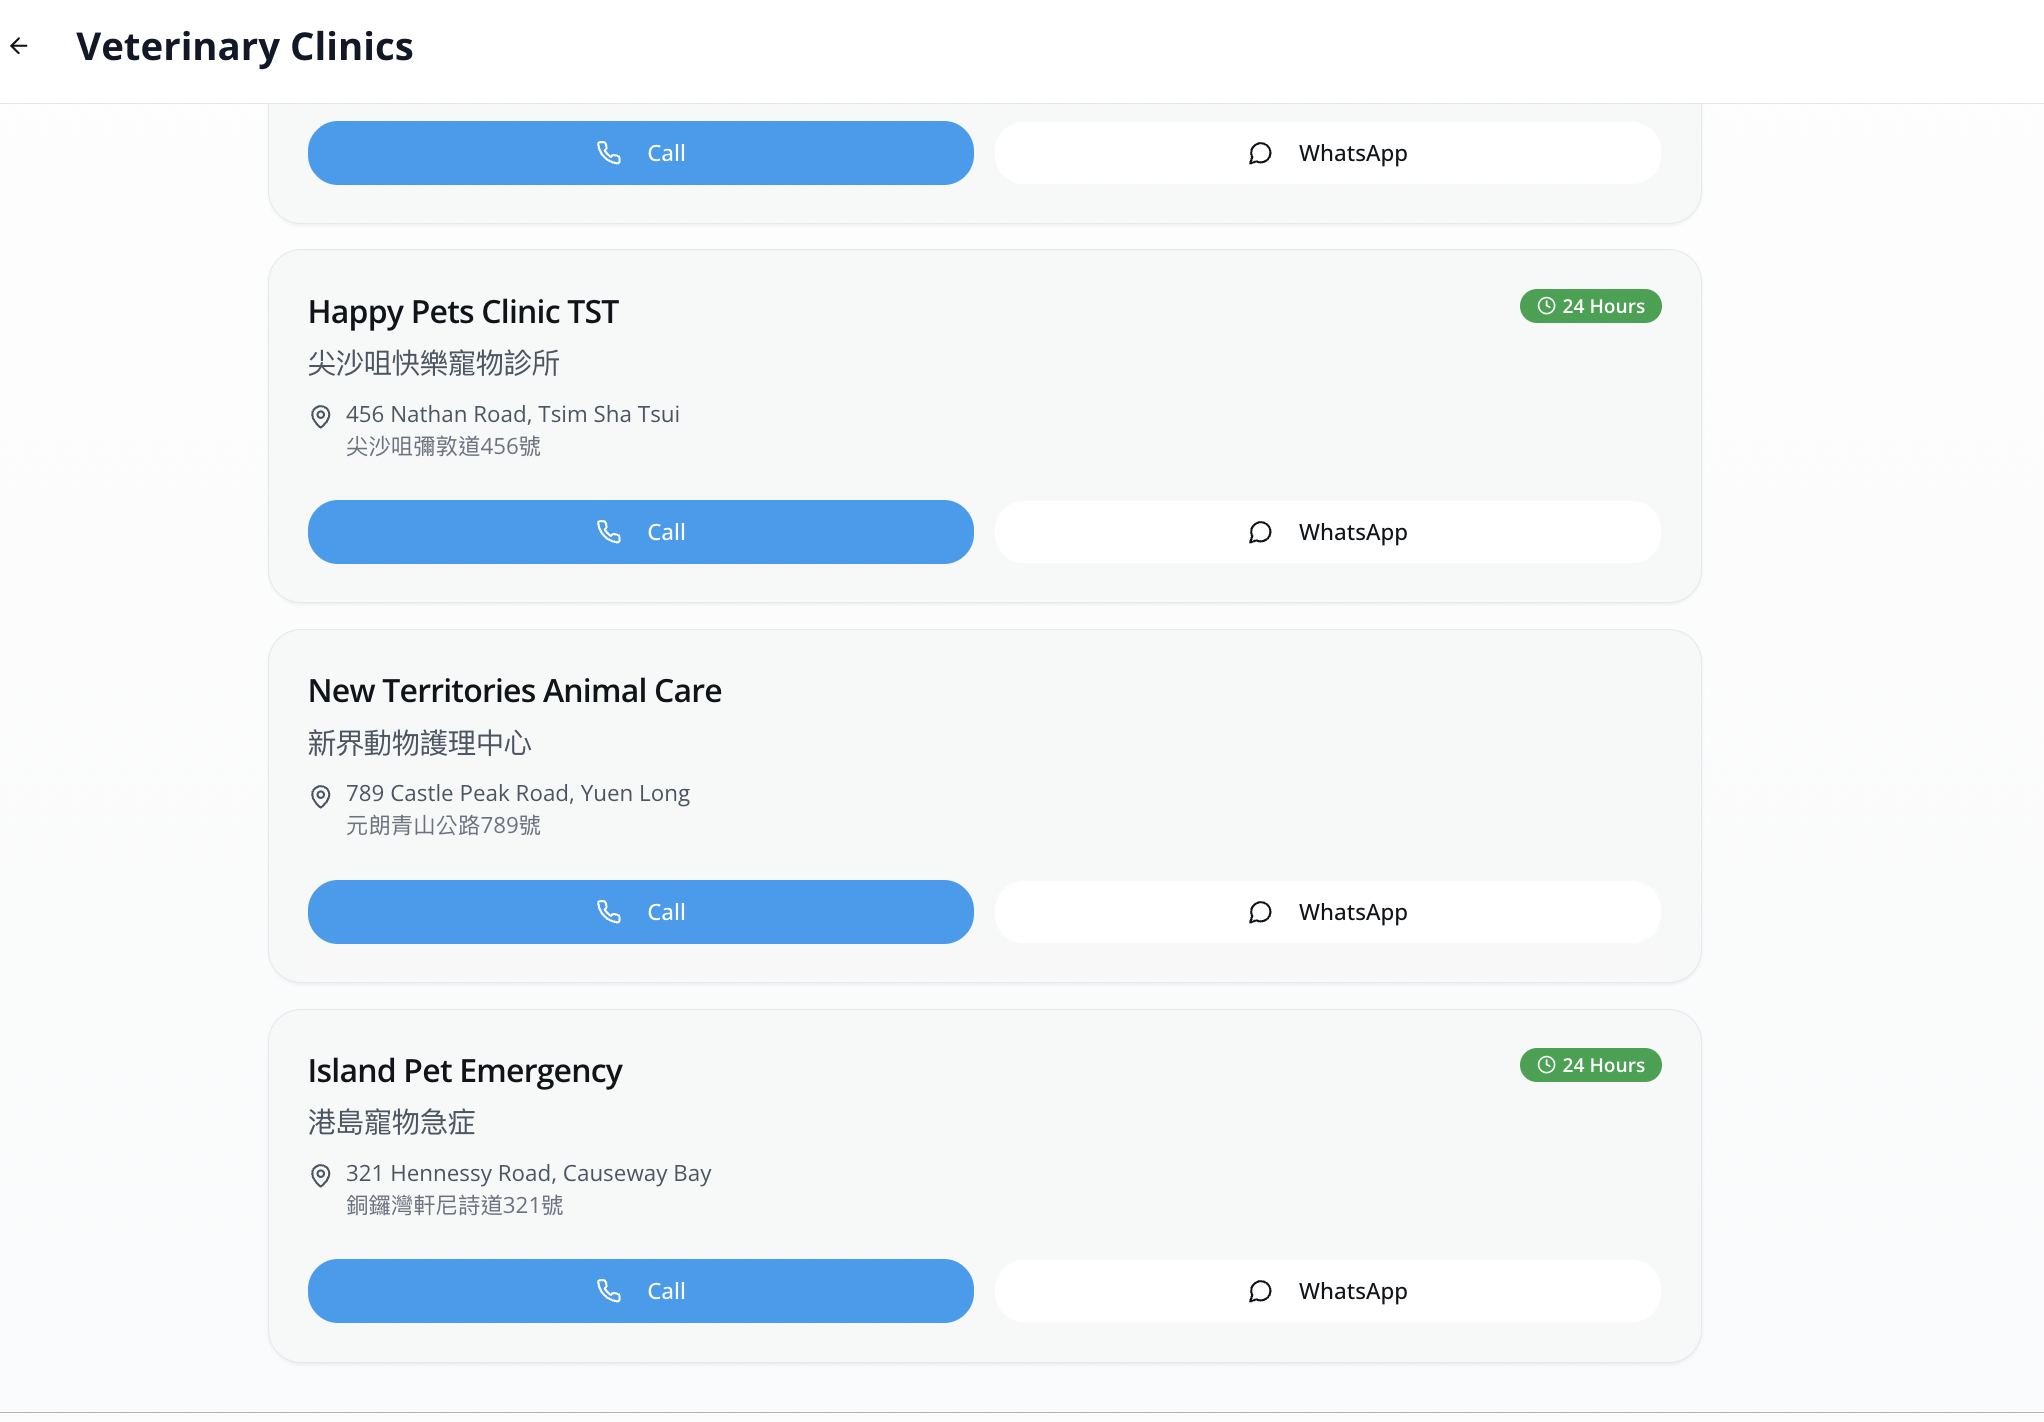 Veterinary Clinics
Call
WhatsApp
Happy Pets Clinic TST
24 Hours
尖沙咀快樂寵物診所
456 Nathan Road, Tsim Sha Tsui
尖沙咀彌敦道456號
Call
WhatsApp
New Territories Animal Care
新界動物護理中心
789 Castle Peak Road, Yuen Long
元朗青山公路789號
Call
WhatsApp
Island Pet Emergency
24 Hours
港島寵物急症
321 Hennessy Road, Causeway Bay
銅鑼灣軒尼詩道321號
Call
WhatsApp